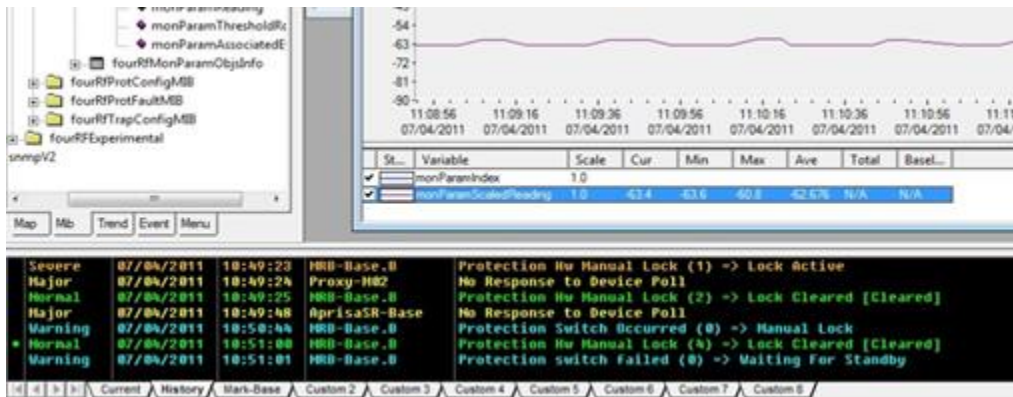 monParamReading
monParamThresholdRe
monParamAssociatedE
fourRfMonParamObjsInfo
fourRfProtConfigMIB
fourRfProtFaultMIB
fourRfTrapConfigMIB
fourRFExperimental
snmpV2
Map Mib Trend Event Menu
-45
-54
-63
-72
-81
-90
11:08:56 11:09:16 11:09:36 11:09:56 11:10:16 11:10:36 11:10:56 11:11
07/04/2011 07/04/2011 07/04/2011 07/04/2011 07/04/2011 07/04/2011 07/04/2011 07/04/
St... Variable Scale Cur Min Max Ave Total Basel...
monParamIndex 1.0
monParamScaledReading 1.0 -63.4 -63.6 -60.8 -62.676 N/A N/A
Severe 07/04/2011 10:49:23 MRB-Base.B Protection Hw Manual Lock (1) => Lock Active
Major 07/04/2011 10:49:24 Proxy-M02 No Response to Device Poll
Normal 07/04/2011 10:49:25 MRB-Base.B Protection Hw Manual Lock (2) => Lock Cleared [Cleared]
Major 07/04/2011 10:49:48 AprisaSR-Base No Response to Device Poll
Warning 07/04/2011 10:50:44 MRB-Base.B Protection Switch Occurred (0) => Manual Lock
Normal 07/04/2011 10:51:00 MRB-Base.B Protection Hw Manual Lock (4) => Lock Cleared [Cleared]
Warning 07/04/2011 10:51:01 MRB-Base.B Protection switch failed (0) => Waiting For Standby
Current History Mark-Base Custom 2 Custom 3 Custom 4 Custom 5 Custom 6 Custom 7 Custom 8